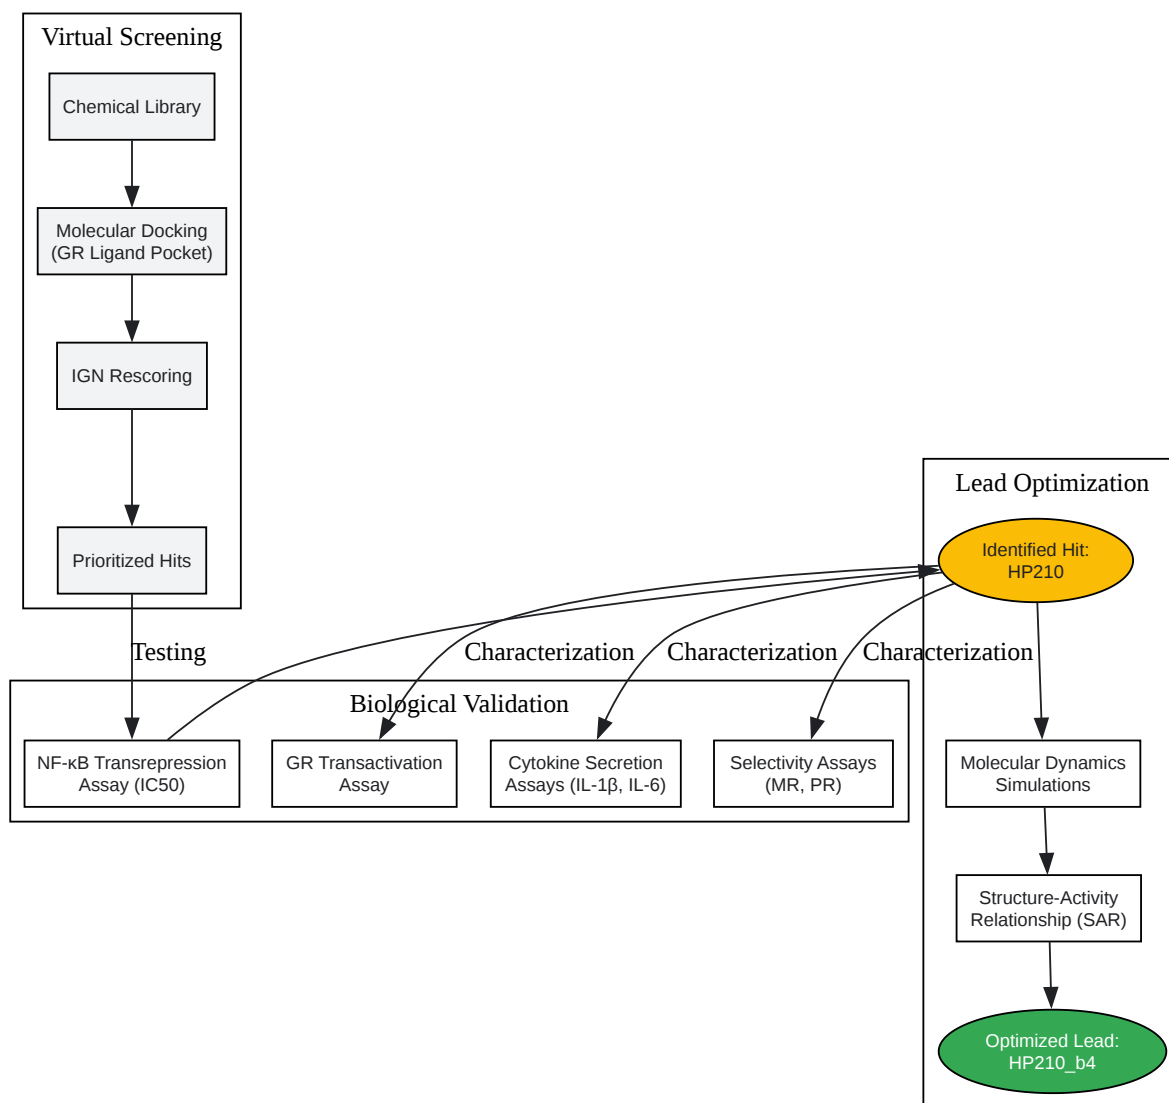 Virtual Screening
Chemical Library
Molecular Docking
(GR Ligand Pocket)
IGN Rescoring
Prioritized Hits
Testing
Lead Optimization
Identified Hit:
HP210
Characterization
Characterization
Characterization
Biological Validation
NF-κB Transrepression
Assay (IC50)
GR Transactivation
Assay
Cytokine Secretion
Assays (IL-1β, IL-6)
Selectivity Assays
(MR, PR)
Molecular Dynamics
Simulations
Structure-Activity
Relationship (SAR)
Optimized Lead:
HP210_b4